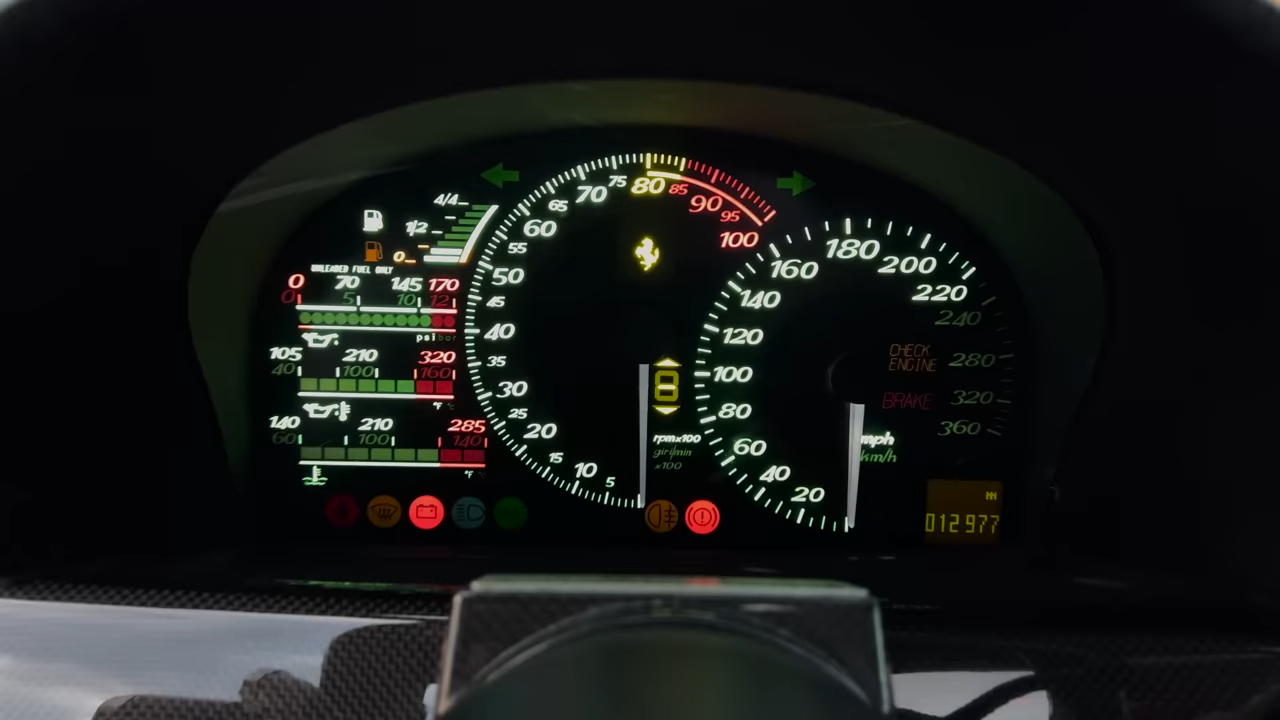 4/4
1/2
0
UNLEADED FUEL ONLY
0 70 145 170
0 5 10 12
psi bar
105 210 320
40 100 160
°F °C
140 210 285
60 100 140
°F
5 10 15 20 25 30 35 40 45 50 55 60 65 70 75 80 85 90 95 100
8
rpmx100
giri/min
x100
20 40 60 80 100 120 140 160 180 200 220
240
280
320
360
CHECK
ENGINE
BRAKE
mph
km/h
012977